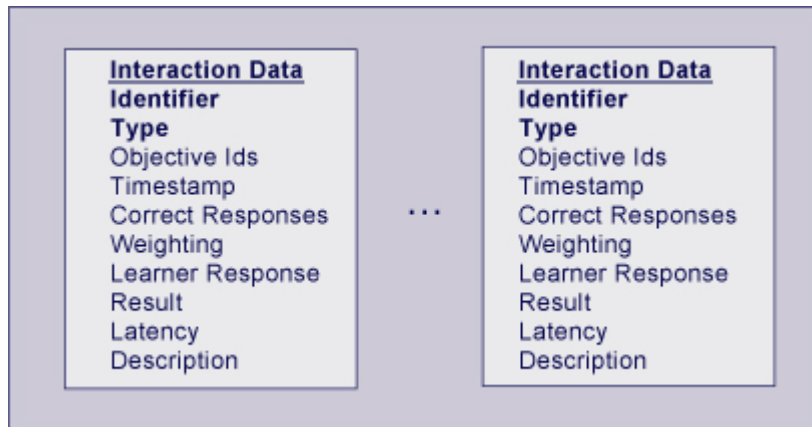 Interaction Data
Identifier
Type
Objective Ids
Timestamp
Correct Responses
Weighting
Learner Response
Result
Latency
Description
...
Interaction Data
Identifier
Type
Objective Ids
Timestamp
Correct Responses
Weighting
Learner Response
Result
Latency
Description